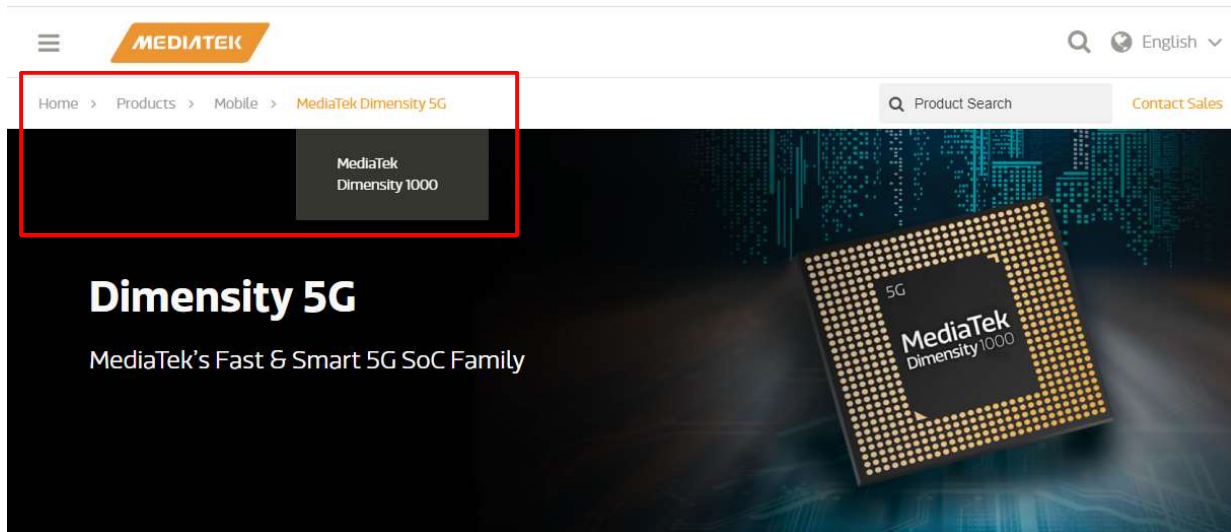 MEDIATEK
English
Home > Products > Mobile > MediaTek Dimensity 5G
Product Search
Contact Sales
MediaTek
Dimensity 1000
Dimensity 5G
MediaTek's Fast & Smart 5G SoC Family
5G
MediaTek
Dimensity 1000